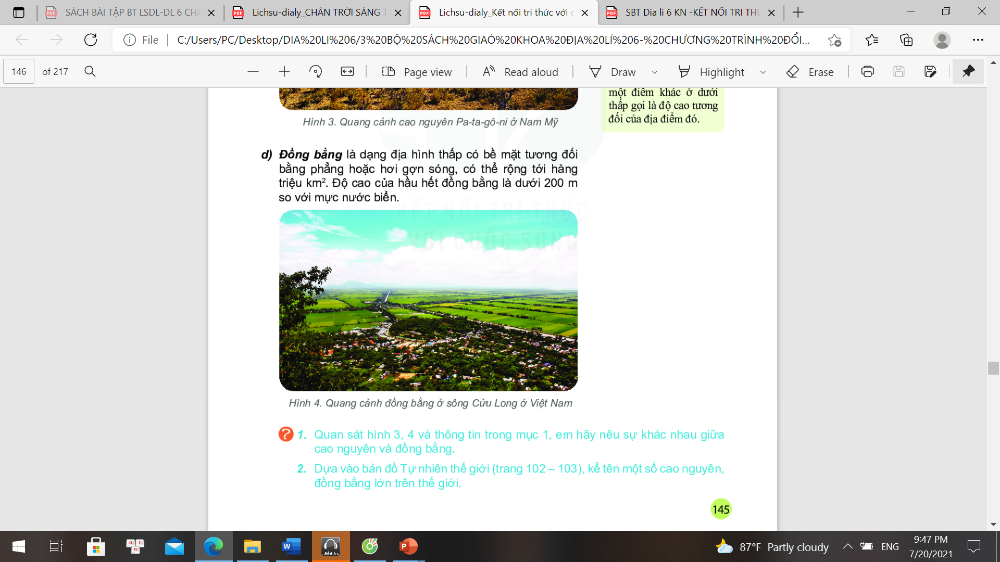 SÁCH BÀI TẬP BT LSDL-DL 6 CHÂ
Lichsu-dialy_CHÂN TRỜI SÁNG T
Lichsu-dialy_Kết nối tri thức với c
SBT Dia li 6 KN -KẾT NỐI TRI THỨ
File
C:/Users/PC/Desktop/DIA%20LI%206/3%20BỘ%20SÁCH%20GIAÓ%20KHOA%20ĐỊA%20LÍ%206-%20CHƯƠNG%20TRÌNH%20ĐỔI...
146 of 217
Page view
Read aloud
Draw
Highlight
Erase
một điểm khác ở dưới
thấp gọi là độ cao tương
đối của địa điểm đó.
Hình 3. Quang cảnh cao nguyên Pa-ta-gô-ni ở Nam Mỹ
d) Đồng bằng là dạng địa hình thấp có bề mặt tương đối
bằng phẳng hoặc hơi gợn sóng, có thể rộng tới hàng
triệu km². Độ cao của hầu hết đồng bằng là dưới 200 m
so với mực nước biển.
KẾT NỐI TRI THỨC
VỚI CUỘC SỐNG
Hình 4. Quang cảnh đồng bằng ở sông Cửu Long ở Việt Nam
? 1. Quan sát hình 3, 4 và thông tin trong mục 1, em hãy nêu sự khác nhau giữa
cao nguyên và đồng bằng.
2. Dựa vào bản đồ Tự nhiên thế giới (trang 102 – 103), kể tên một số cao nguyên,
đồng bằng lớn trên thế giới.
145
87°F Partly cloudy
ENG
9:47 PM
7/20/2021